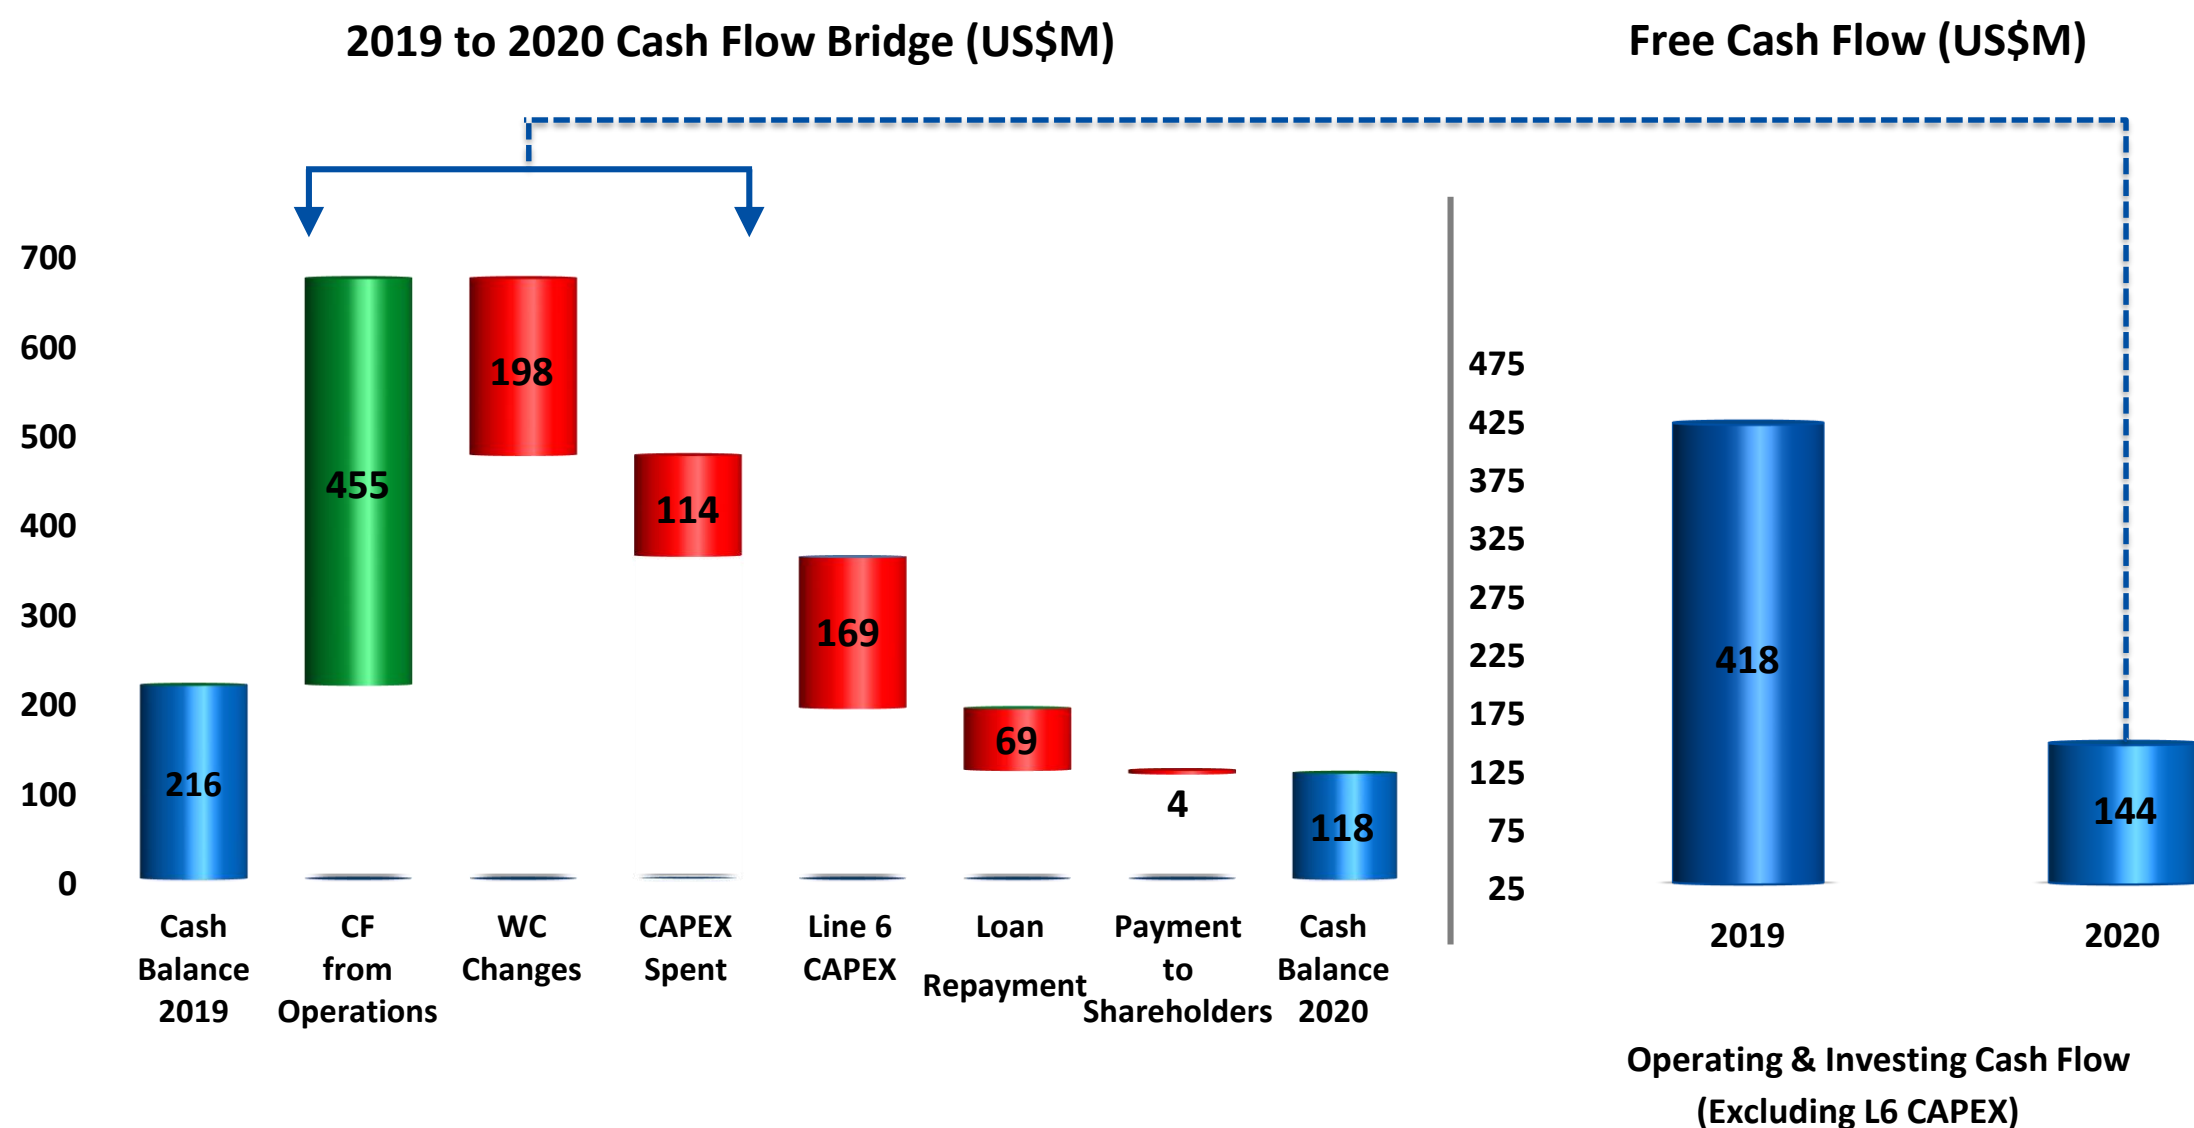 2019 to 2020 Cash Flow Bridge (US$M)
700
600
500
400
300
200
100
0
216
455
198
114
169
69
4
118
Cash
Balance
2019
CF
from
Operations
WC
Changes
CAPEX
Spent
Line 6
CAPEX
Loan
Repayment
Payment
to
Shareholders
Cash
Balance
2020
Free Cash Flow (US$M)
475
425
375
325
275
225
175
125
75
25
418
144
2019
2020
Operating & Investing Cash Flow
(Excluding L6 CAPEX)